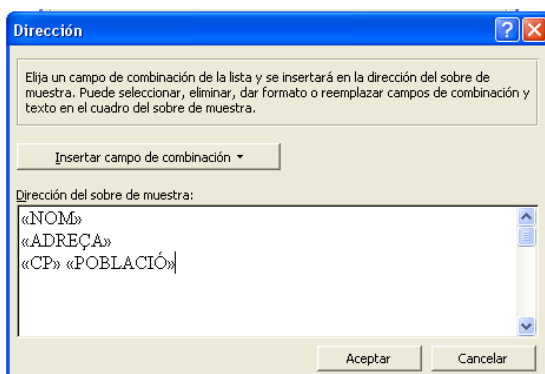 Dirección
Elija un campo de combinación de la lista y se insertará en la dirección del sobre de
muestra. Puede seleccionar, eliminar, dar formato o reemplazar campos de combinación y
texto en el cuadro del sobre de muestra.
Insertar campo de combinación
Dirección del sobre de muestra:
«NOM»
«ADREÇA»
«CP» «POBLACIÓ»
Aceptar Cancelar